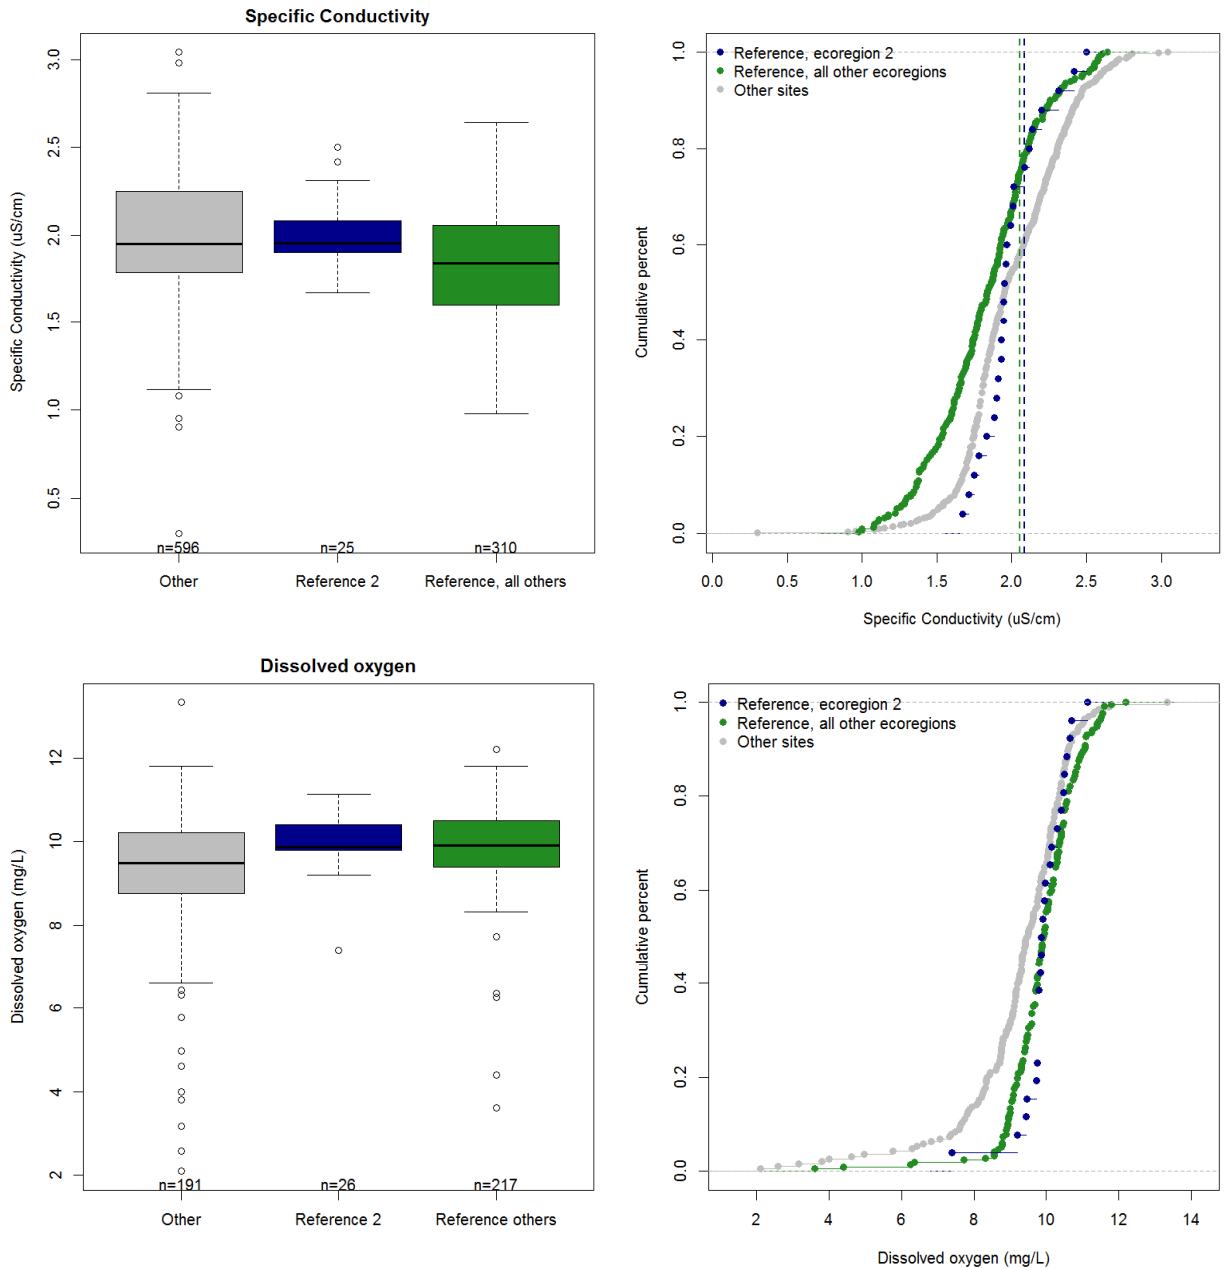 Specific Conductivity
Specific Conductivity (uS/cm)
3.0
2.5
2.0
1.5
1.0
0.5
n=596
n=25
n=310
Other
Reference 2
Reference, all others
Reference, ecoregion 2
Reference, all other ecoregions
Other sites
Cumulative percent
1.0
0.8
0.6
0.4
0.2
0.0
0.0
0.5
1.0
1.5
2.0
2.5
3.0
Specific Conductivity (uS/cm)
Dissolved oxygen
Dissolved oxygen (mg/L)
12
10
8
6
4
2
n=191
n=26
n=217
Other
Reference 2
Reference others
Reference, ecoregion 2
Reference, all other ecoregions
Other sites
Cumulative percent
1.0
0.8
0.6
0.4
0.2
0.0
2
4
6
8
10
12
14
Dissolved oxygen (mg/L)